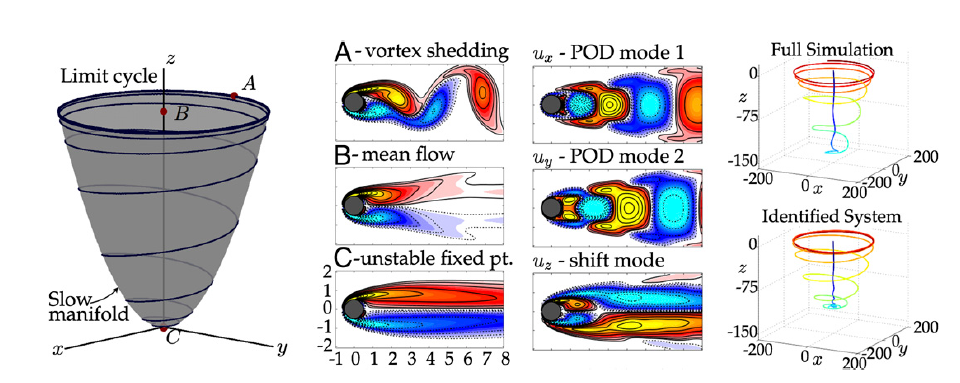 z
Limit cycle
A
B
Slow
manifold
C
x
y
A - vortex shedding
B - mean flow
C - unstable fixed pt.
2
1
0
-1
-2
-1 0 1 2 3 4 5 6 7 8
u_x - POD mode 1
u_y - POD mode 2
u_z - shift mode
Full Simulation
0
z
-75
-150
-200
0
x
200
-200
0
y
200
Identified System
0
z
-75
-150
-200
0
x
200
-200
0
y
200